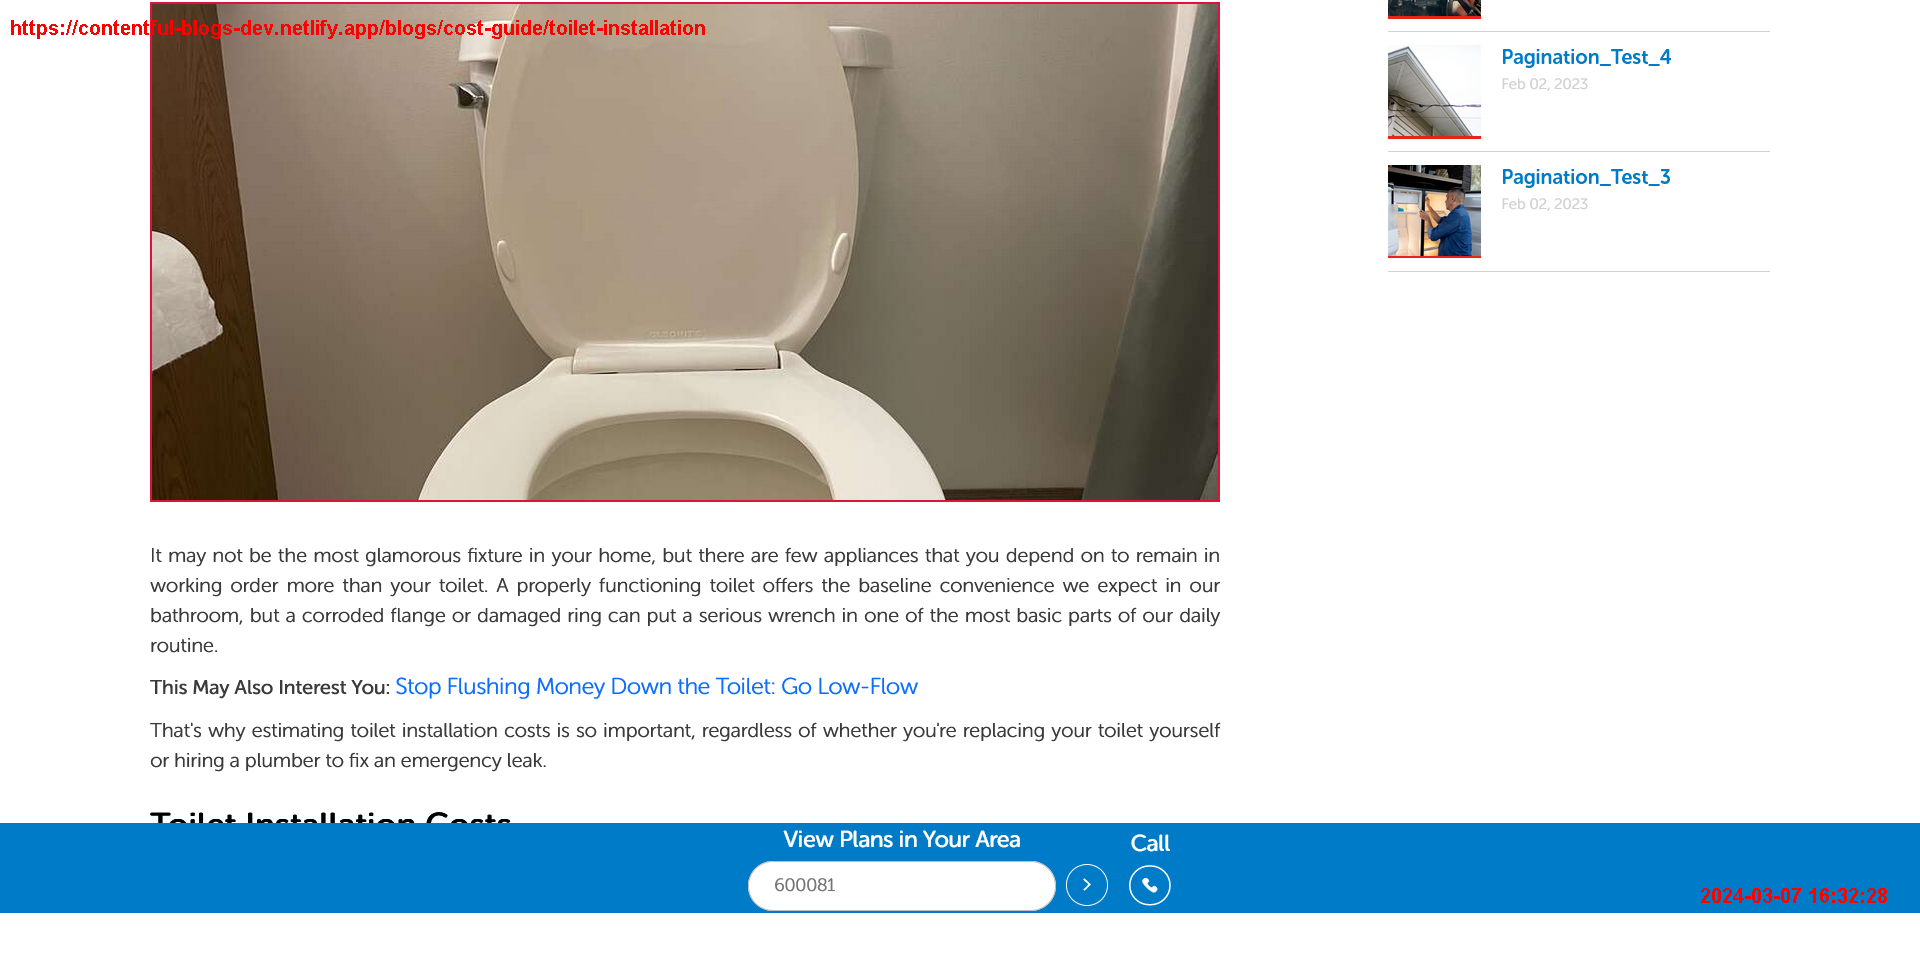 https://contentful-blogs-dev.netlify.app/blogs/cost-guide/toilet-installation
Pagination_Test_4
Feb 02, 2023
Pagination_Test_3
Feb 02, 2023
It may not be the most glamorous fixture in your home, but there are few appliances that you depend on to remain in
working order more than your toilet. A properly functioning toilet offers the baseline convenience we expect in our
bathroom, but a corroded flange or damaged ring can put a serious wrench in one of the most basic parts of our daily
routine.
This May Also Interest You: Stop Flushing Money Down the Toilet: Go Low-Flow
That's why estimating toilet installation costs is so important, regardless of whether you're replacing your toilet yourself
or hiring a plumber to fix an emergency leak.
Toilet Installation Costs
View Plans in Your Area
Call
600081
2024-03-07 16:32:28